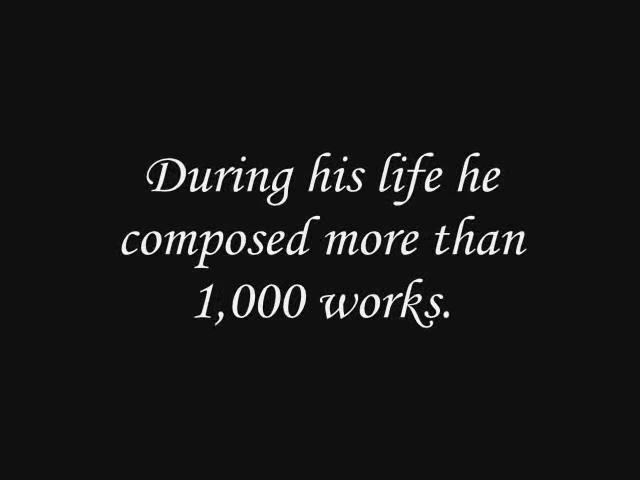 During his life he
composed more than
1,000 works.